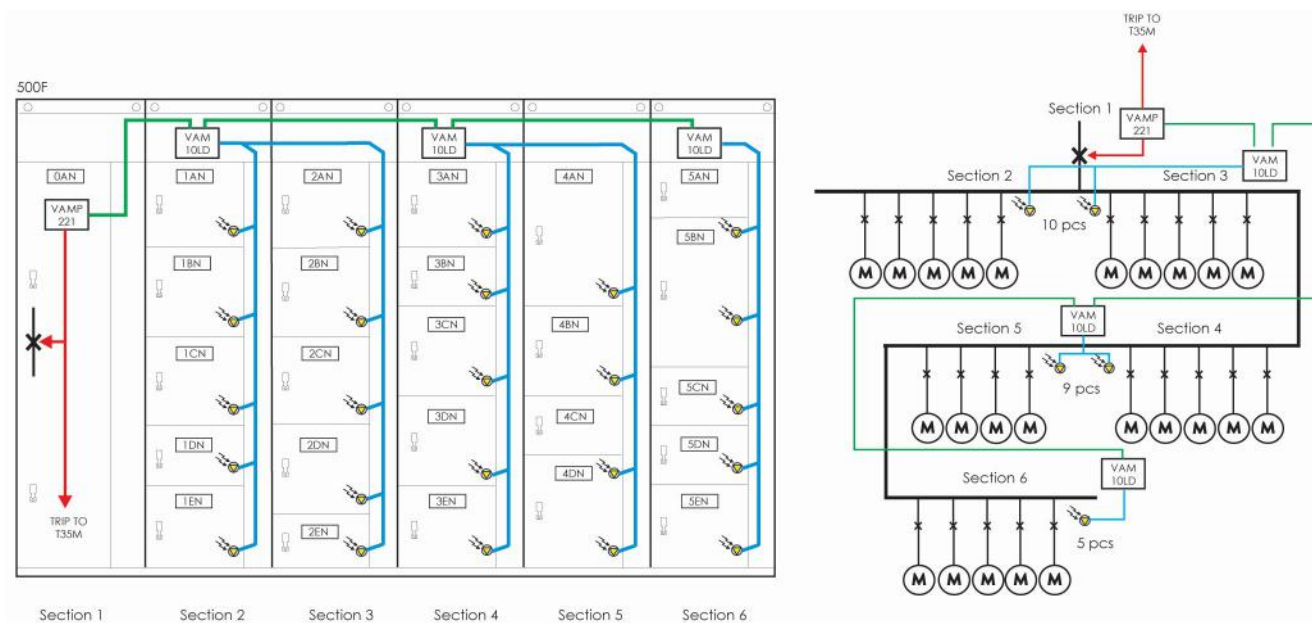 500F
VAM
10LD
VAM
10LD
VAM
10LD
0AN
VAMP
221
TRIP TO
T35M
1AN
1BN
1CN
1DN
1EN
2AN
2BN
2CN
2DN
2EN
3AN
3BN
3CN
3DN
3EN
4AN
4BN
4CN
4DN
5AN
5BN
5CN
5DN
5EN
Section 1
Section 2
Section 3
Section 4
Section 5
Section 6
TRIP TO
T35M
Section 1
VAMP
221
VAM
10LD
Section 2
Section 3
10 pcs
M
M
M
M
M
M
M
M
M
M
VAM
10LD
Section 5
Section 4
9 pcs
M
M
M
M
M
M
M
M
M
VAM
10LD
Section 6
5 pcs
M
M
M
M
M